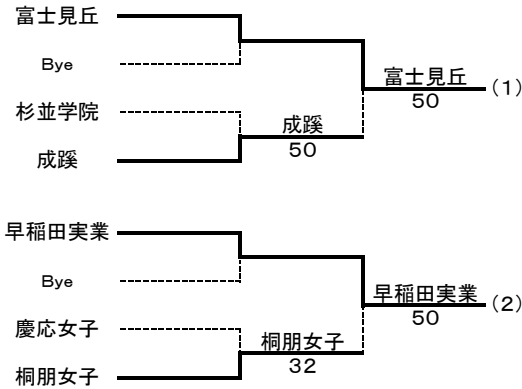 富士見丘
Bye
杉並学院
成蹊
成蹊
50
富士見丘
50
(1)
早稲田実業
Bye
慶応女子
桐朋女子
桐朋女子
32
早稲田実業
50
(2)